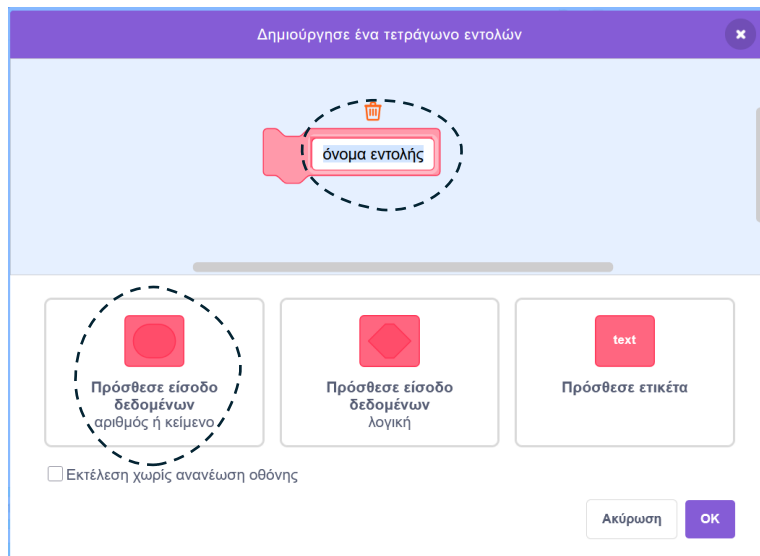 Δημιούργησε ένα τετράγωνο εντολών
όνομα εντολής
Πρόσθεσε είσοδο
δεδομένων
αριθμός ή κείμενο
Πρόσθεσε είσοδο
δεδομένων
λογική
text
Πρόσθεσε ετικέτα
Εκτέλεση χωρίς ανανέωση οθόνης
Ακύρωση
OK